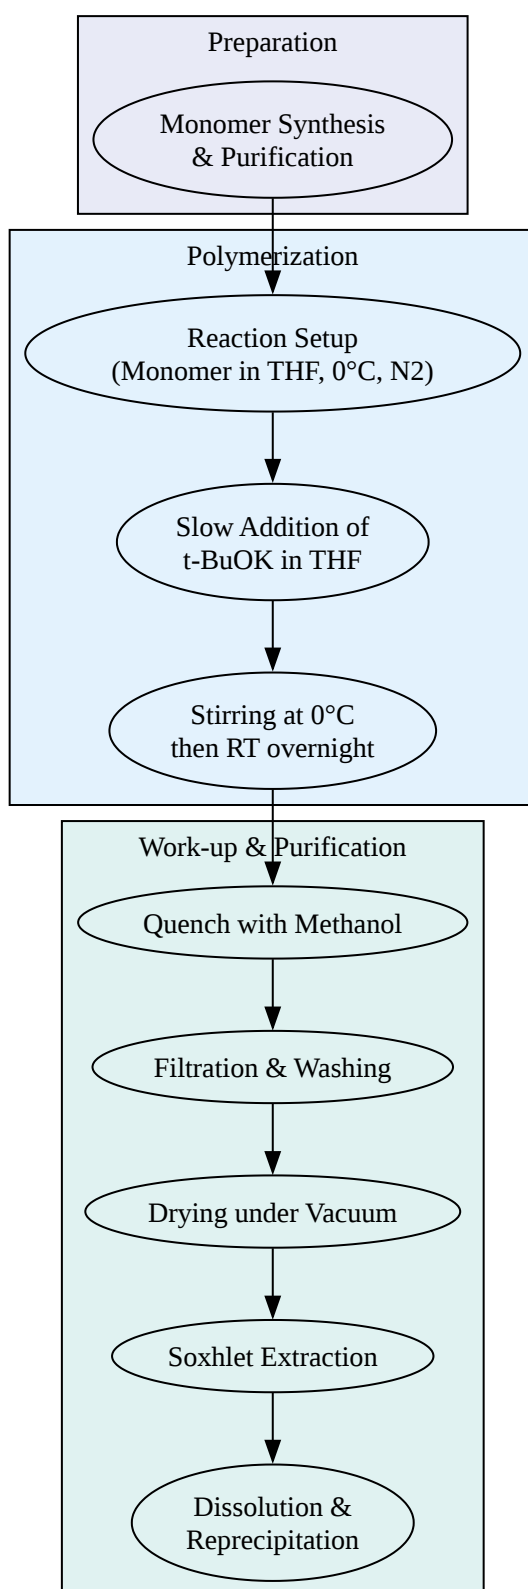 Preparation
Monomer Synthesis
& Purification
Polymerization
Reaction Setup
(Monomer in THF, 0°C, N2)
Slow Addition of
t-BuOK in THF
Stirring at 0°C
then RT overnight
Work-up & Purification
Quench with Methanol
Filtration & Washing
Drying under Vacuum
Soxhlet Extraction
Dissolution &
Reprecipitation